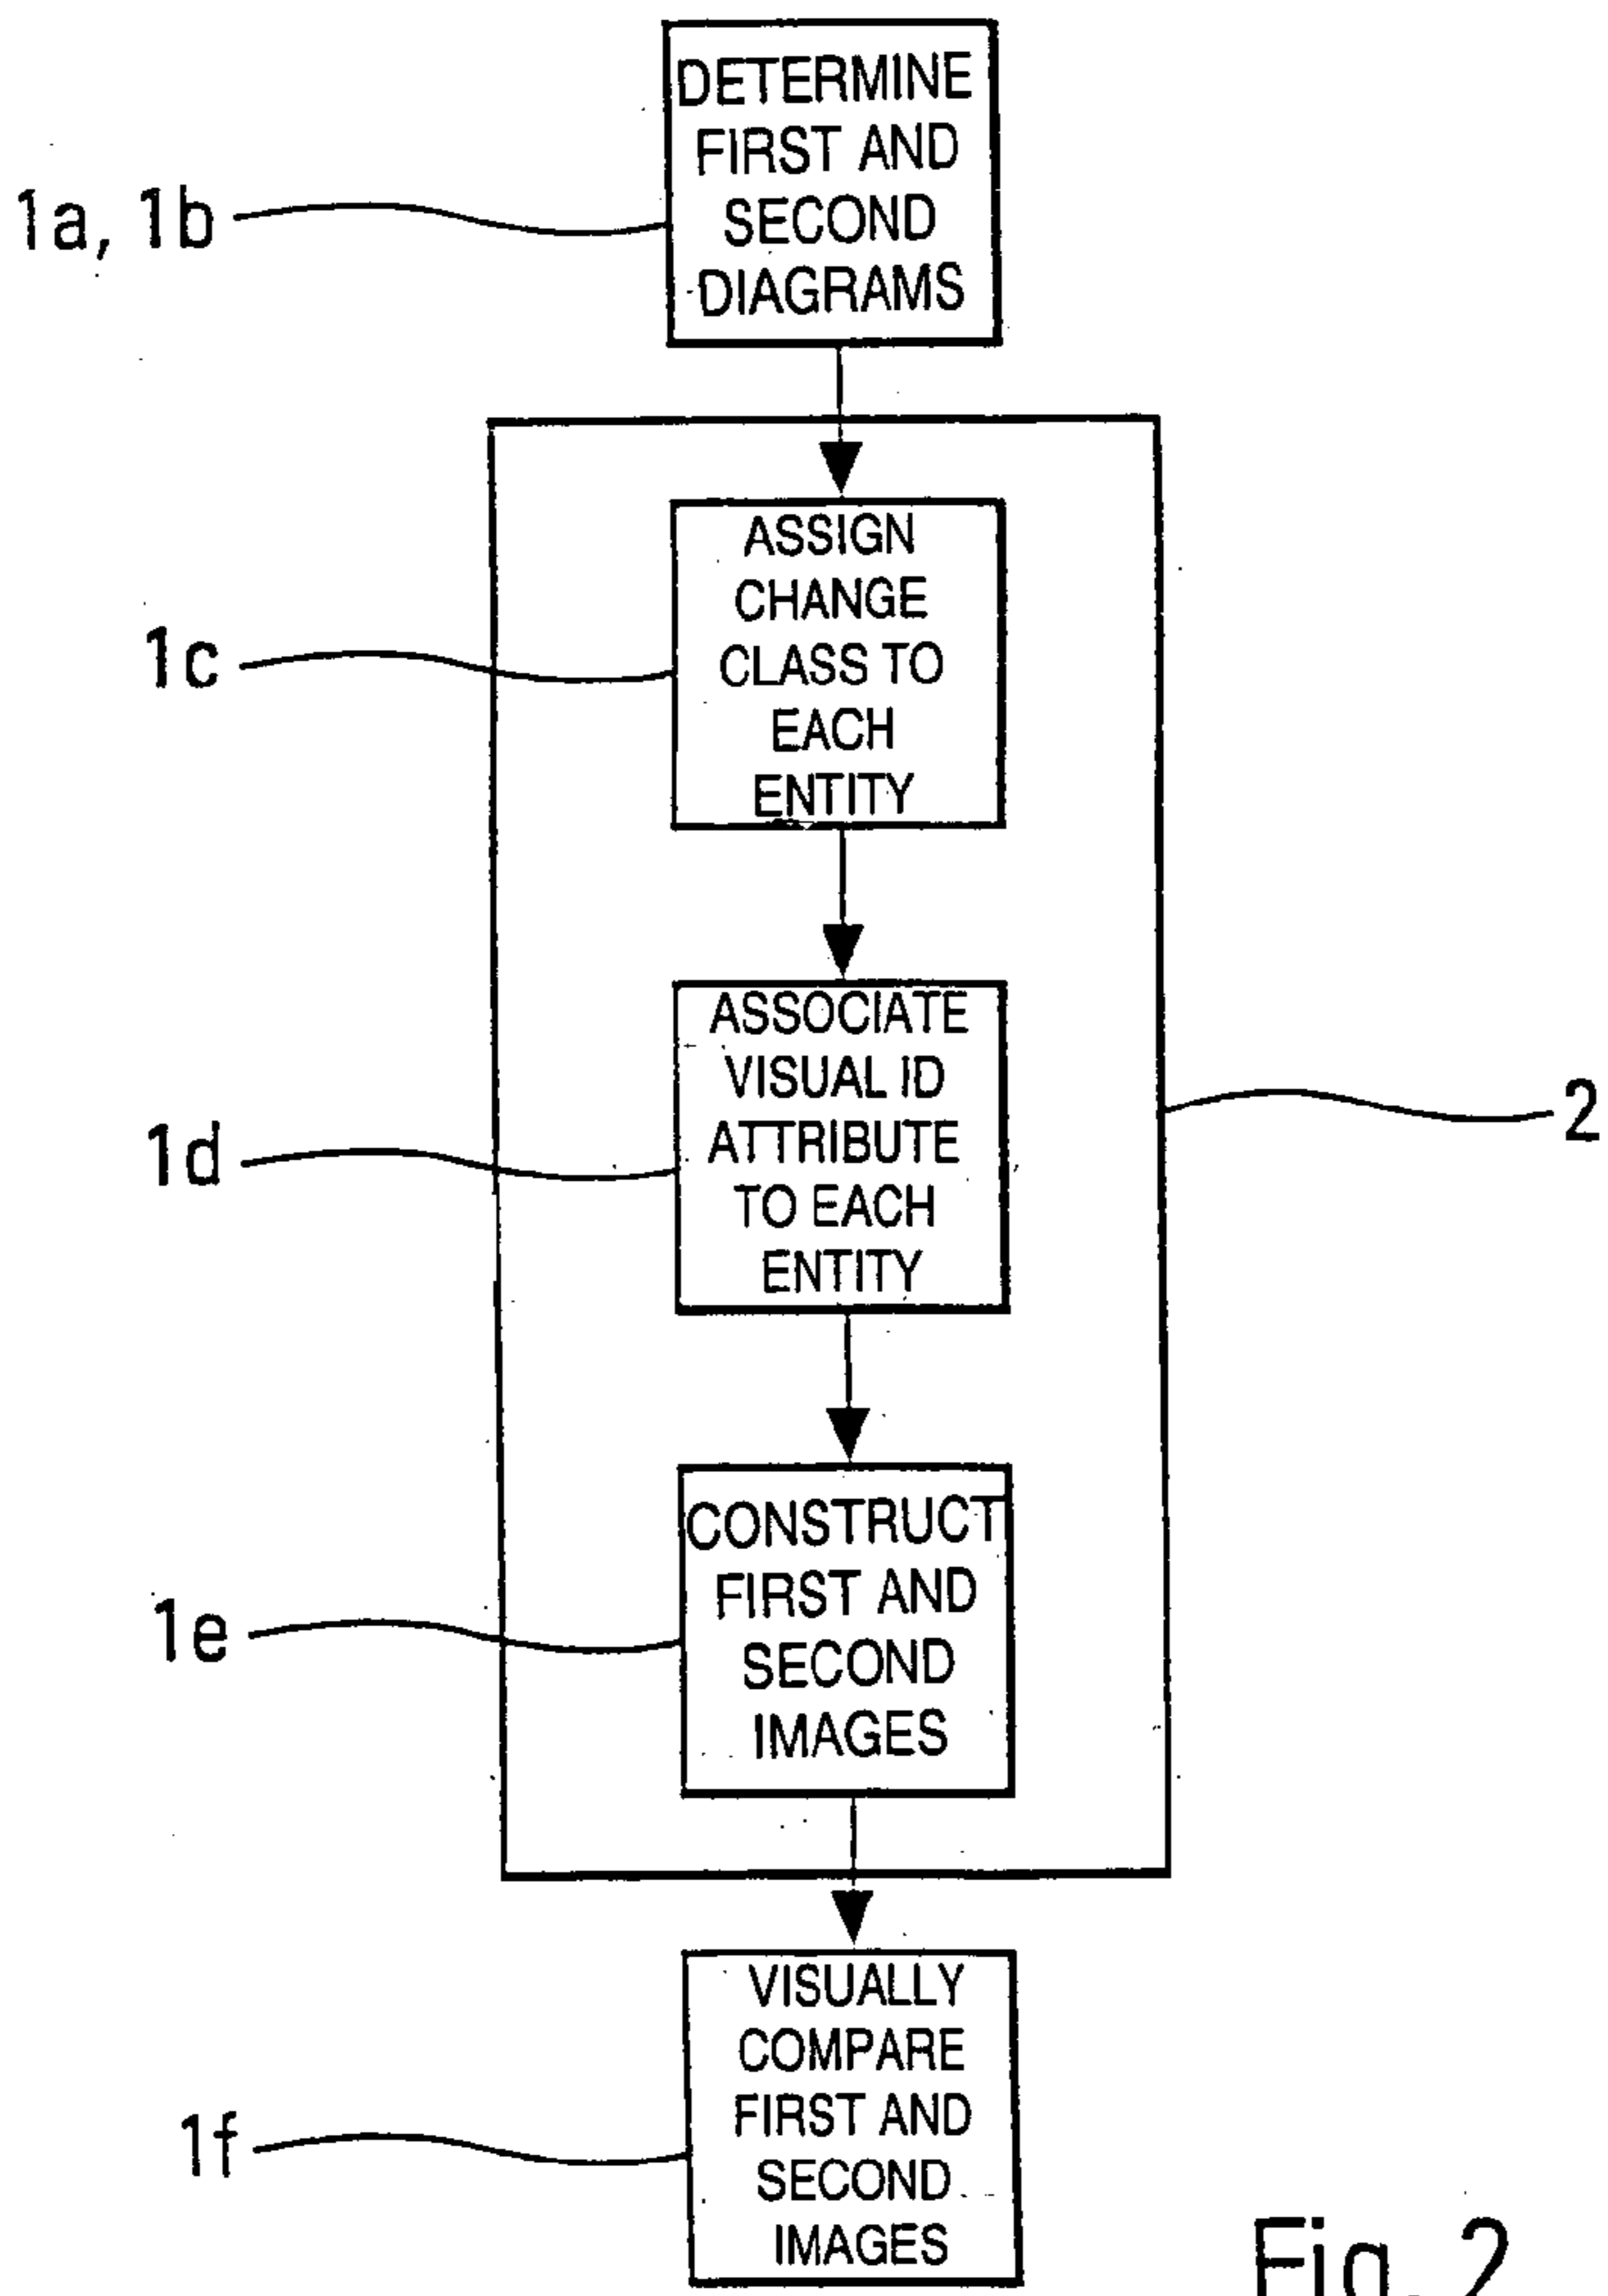 DETERMINE
FIRST AND
SECOND
DIAGRAMS
1a, 1b
ASSIGN
CHANGE
CLASS TO
EACH
ENTITY
1c
ASSOCIATE
VISUAL ID
ATTRIBUTE
TO EACH
ENTITY
1d
2
CONSTRUCT
FIRST AND
SECOND
IMAGES
1e
VISUALLY
COMPARE
FIRST AND
SECOND
IMAGES
1f
Fig. 2